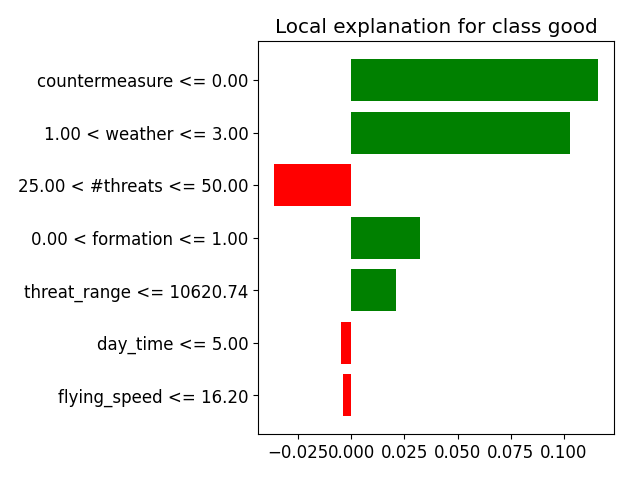 Local explanation for class good
countermeasure <= 0.00
1.00 < weather <= 3.00
25.00 < #threats <= 50.00
0.00 < formation <= 1.00
threat_range <= 10620.74
day_time <= 5.00
flying_speed <= 16.20
−0.025 0.000 0.025 0.050 0.075 0.100